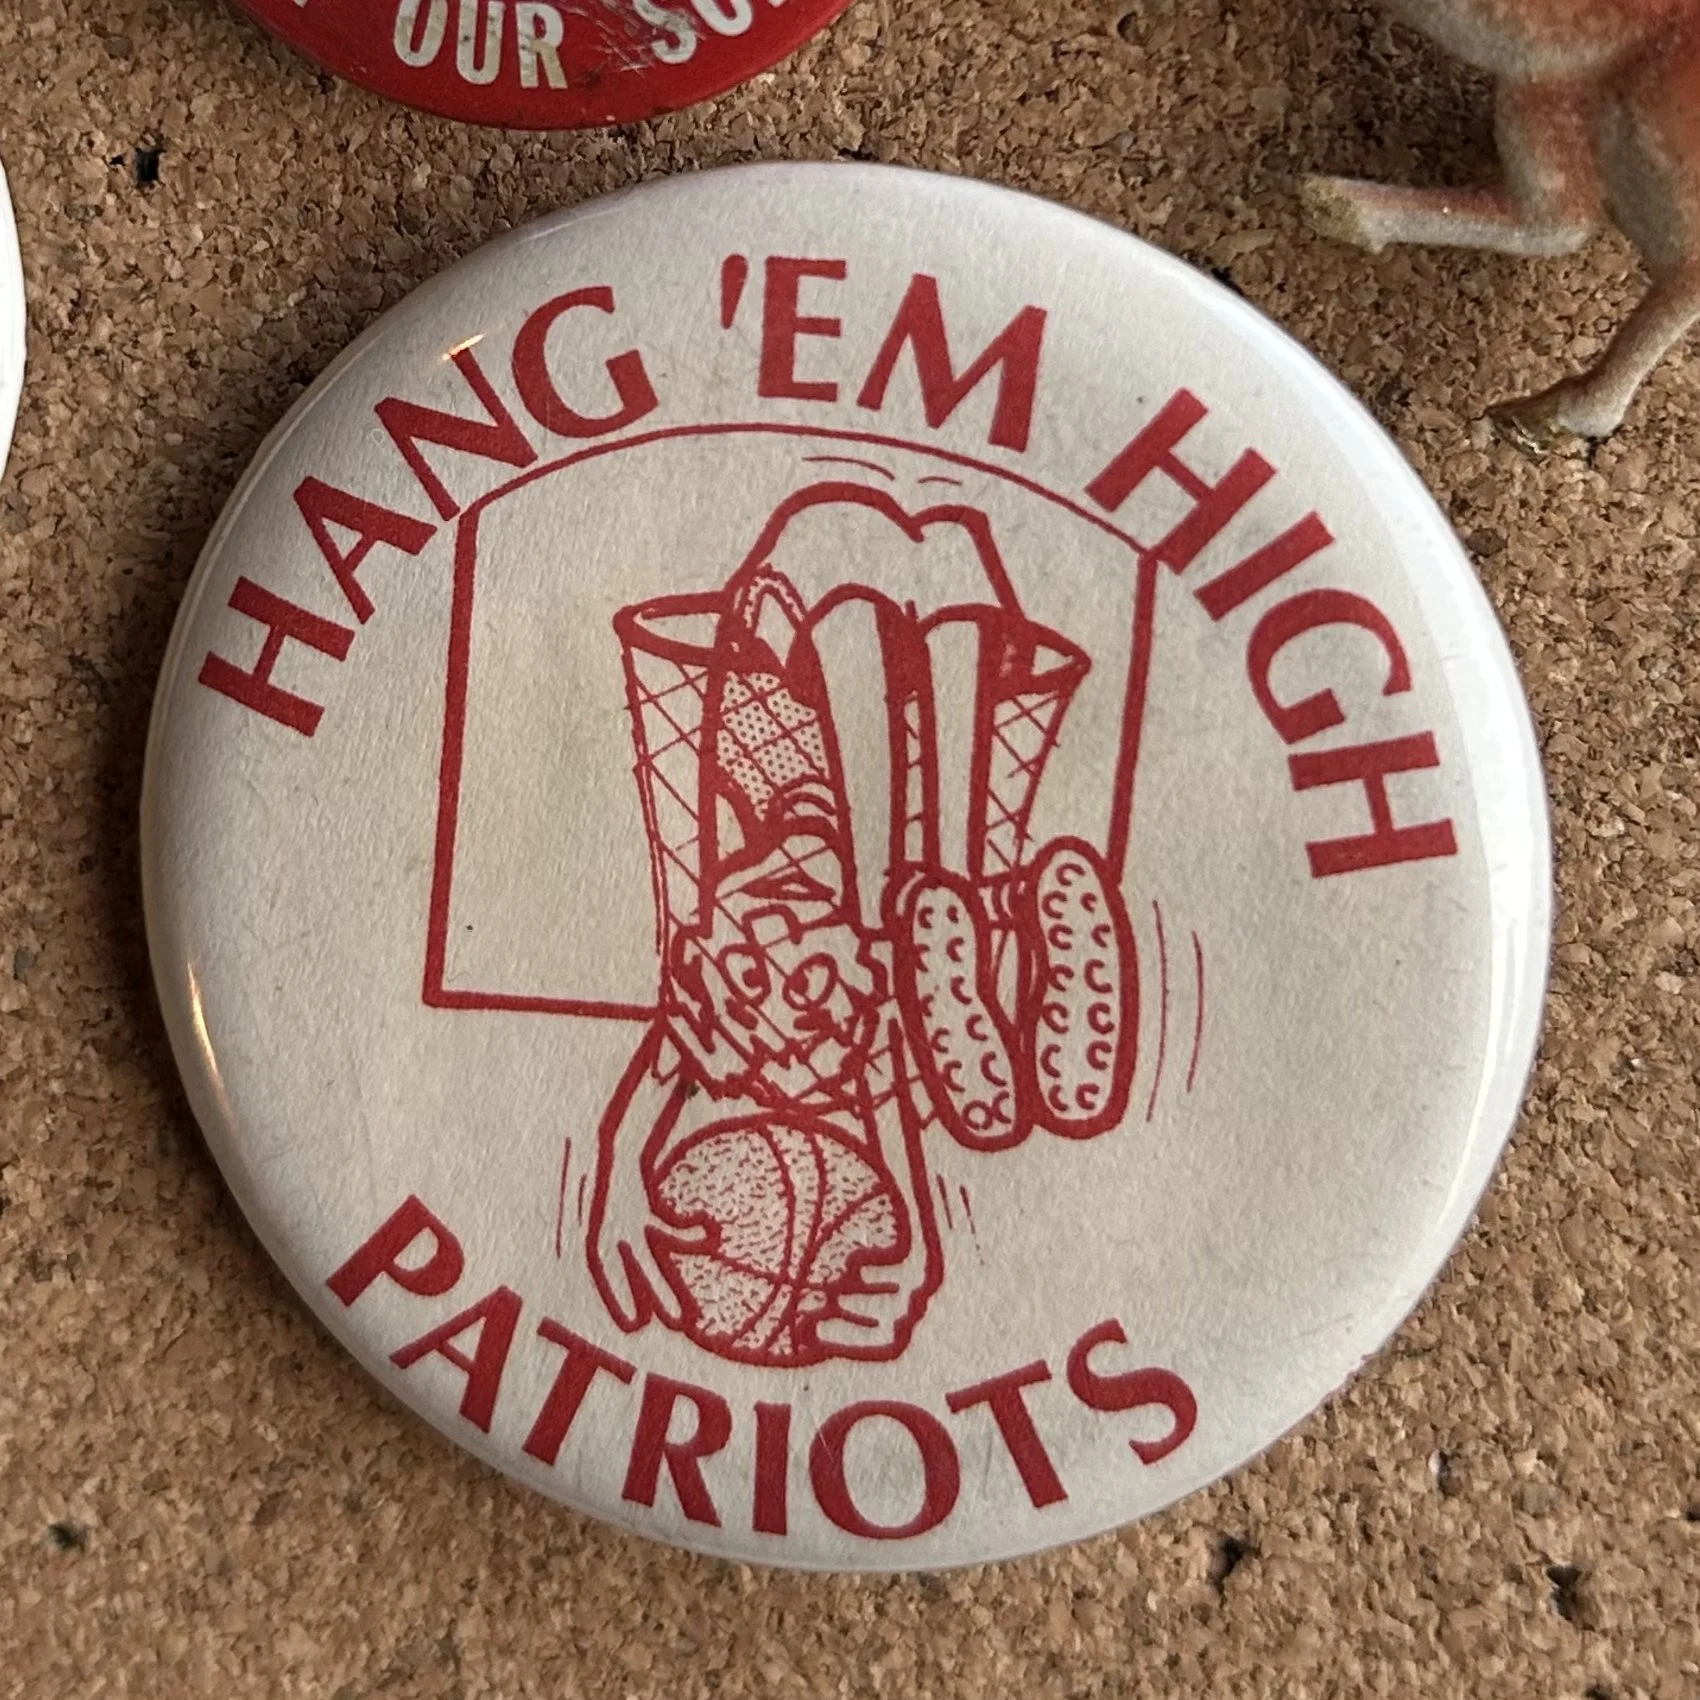 OUR
HANG 'EM HIGH
PATRIOTS